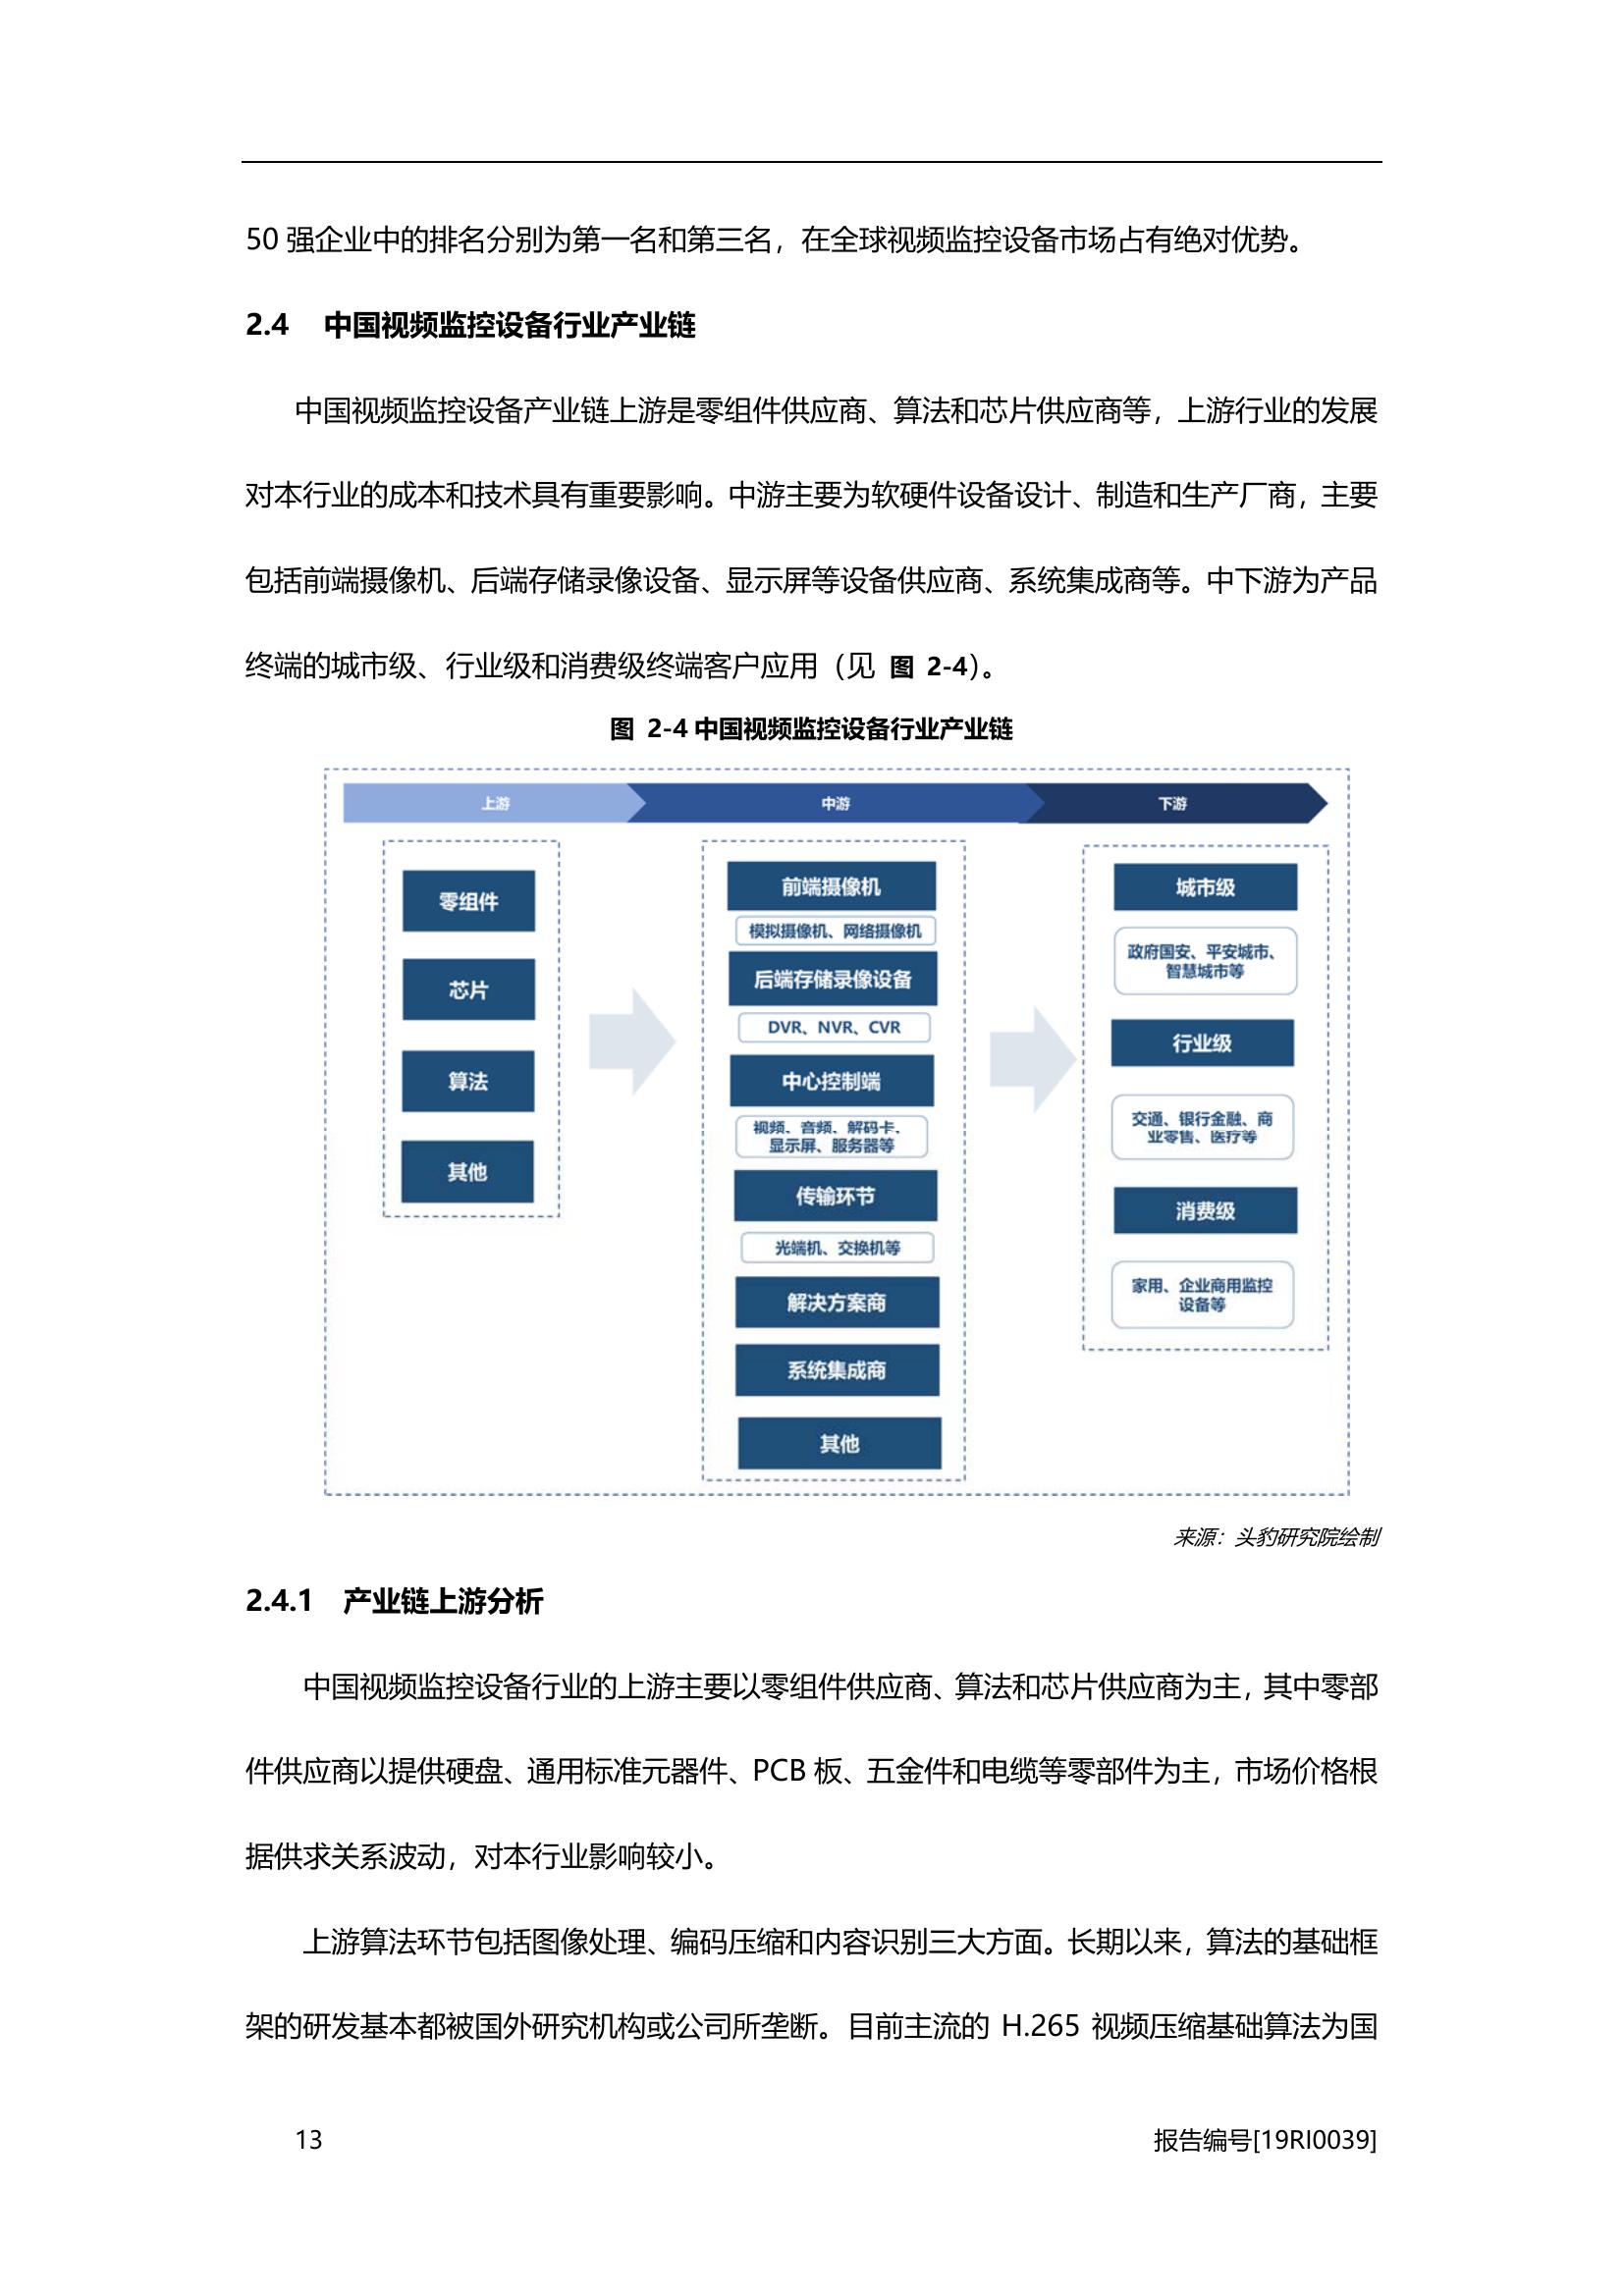 50 强企业中的排名分别为第一名和第三名，在全球视频监控设备市场占有绝对优势。
2.4 中国视频监控设备行业产业链
中国视频监控设备产业链上游是零组件供应商、算法和芯片供应商等，上游行业的发展
对本行业的成本和技术具有重要影响。中游主要为软硬件设备设计、制造和生产厂商，主要
包括前端摄像机、后端存储录像设备、显示屏等设备供应商、系统集成商等。中下游为产品
终端的城市级、行业级和消费级终端客户应用（见 图 2-4）。
图 2-4 中国视频监控设备行业产业链
上游
中游
下游
零组件
芯片
算法
其他
前端摄像机
模拟摄像机、网络摄像机
后端存储录像设备
DVR、NVR、CVR
中心控制端
视频、音频、解码卡、
显示屏、服务器等
传输环节
光端机、交换机等
解决方案商
系统集成商
其他
城市级
政府国安、平安城市、
智慧城市等
行业级
交通、银行金融、商
业零售、医疗等
消费级
家用、企业商用监控
设备等
来源：头豹研究院绘制
2.4.1 产业链上游分析
中国视频监控设备行业的上游主要以零组件供应商、算法和芯片供应商为主，其中零部
件供应商以提供硬盘、通用标准元器件、PCB 板、五金件和电缆等零部件为主，市场价格根
据供求关系波动，对本行业影响较小。
上游算法环节包括图像处理、编码压缩和内容识别三大方面。长期以来，算法的基础框
架的研发基本都被国外研究机构或公司所垄断。目前主流的 H.265 视频压缩基础算法为国
13
报告编号[19RI0039]